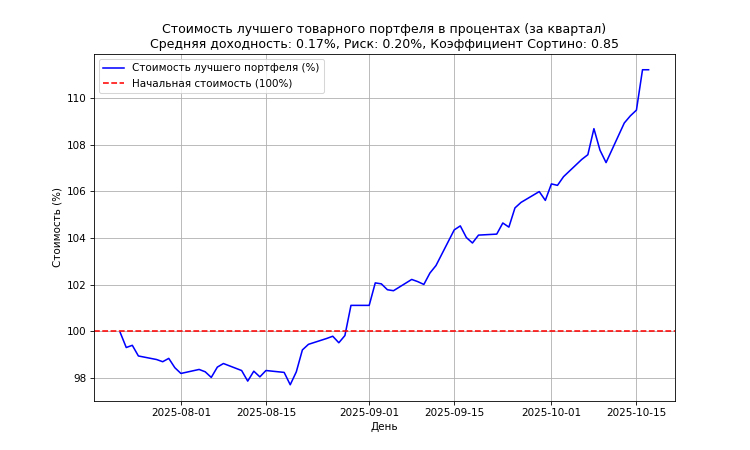 Стоимость лучшего товарного портфеля в процентах (за квартал)
Средняя доходность: 0.17%, Риск: 0.20%, Коэффициент Сортино: 0.85
Стоимость лучшего портфеля (%)
Начальная стоимость (100%)
Стоимость (%)
110
108
106
104
102
100
98
2025-08-01
2025-08-15
2025-09-01
2025-09-15
2025-10-01
2025-10-15
День